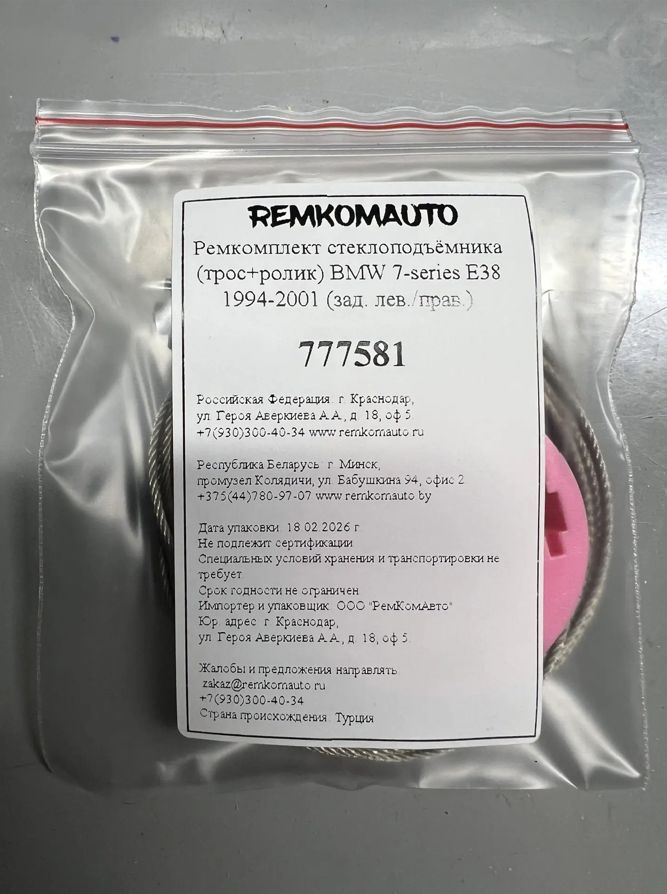 REMKOMAUTO
Ремкомплект стеклоподъёмника
(трос+ролик) BMW 7-series E38
1994-2001 (зад. лев./прав.)
777581
Российская Федерация г. Краснодар,
ул. Героя Аверкиева А.А., д. 18, оф 5.
+7(930)300-40-34 www.remkomauto.ru
Республика Беларусь г. Минск,
промузел Колядичи, ул. Бабушкина 94, офис 2
+375(44)780-97-07 www.remkomauto.by
Дата упаковки: 18.02.2026 г.
Не подлежит сертификации
Специальных условий хранения и транспортировки не
требует.
Срок годности не ограничен
Импортер и упаковщик: ООО "РемКомАвто"
Юр. адрес: г. Краснодар,
ул. Героя Аверкиева А.А., д. 18, оф 5.
Жалобы и предложения направлять
zakaz@remkomauto.ru
+7(930)300-40-34
Страна происхождения: Турция